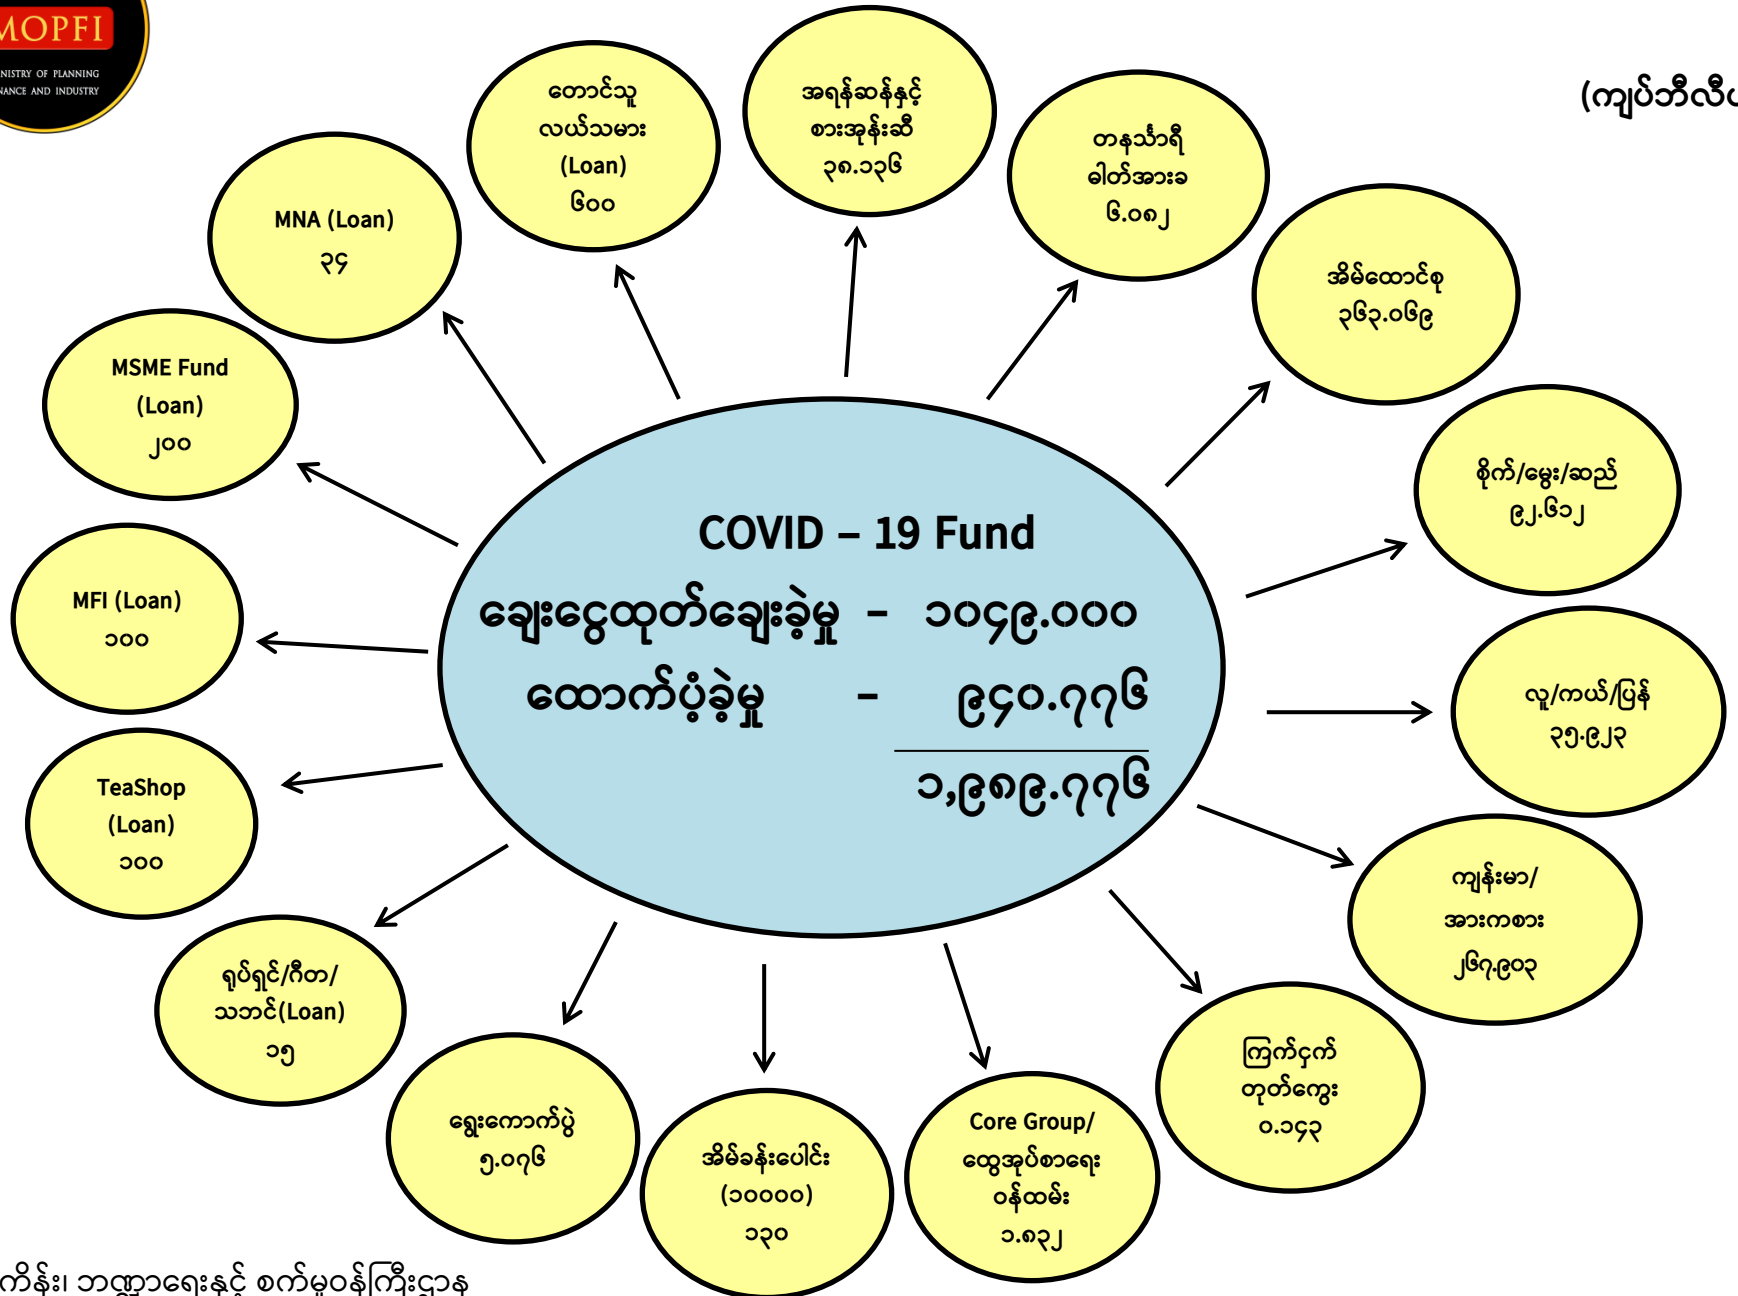 MOPFI
MINISTRY OF PLANNING
FINANCE AND INDUSTRY
(ကျပ်ဘီလီ
တောင်သူ
လယ်သမား
(Loan)
၆၀၀
အရန်ဆန်နှင့်
စားအုန်းဆီ
၃၈.၁၃၆
တနင်္သာရီ
ဓါတ်အားခ
၆.၀၈၂
MNA (Loan)
၃၄
အိမ်ထောင်စု
၃၆၃.၀၆၉
MSME Fund
(Loan)
၂၀၀
စိုက်/မွေး/ဆည်
၉၂.၆၁၂
COVID – 19 Fund
ချေးငွေထုတ်ချေးခဲ့မှု – ၁၀၄၉.၀၀၀
ထောက်ပံ့ခဲ့မှု – ၉၄၀.၇၇၆
၁,၉၈၉.၇၇၆
MFI (Loan)
၁၀၀
လူ/ကယ်/ပြန်
၃၅.၉၂၃
TeaShop
(Loan)
၁၀၀
ကျန်းမာ/
အားကစား
၂၆၇.၉၀၃
ရုပ်ရှင်/ဂီတ/
သဘင်(Loan)
၁၅
ကြက်ငှက်
တုတ်ကွေး
၀.၁၄၃
ရွေးကောက်ပွဲ
၅.၀၇၆
အိမ်ခန်းပေါင်း
(၁၀၀၀၀)
၁၃၀
Core Group/
ထွေအုပ်စာရေး
ဝန်ထမ်း
၁.၈၃၂
ကိန်း၊ ဘဏ္ဍာရေးနှင့် စက်မှုဝန်ကြီးဌာန